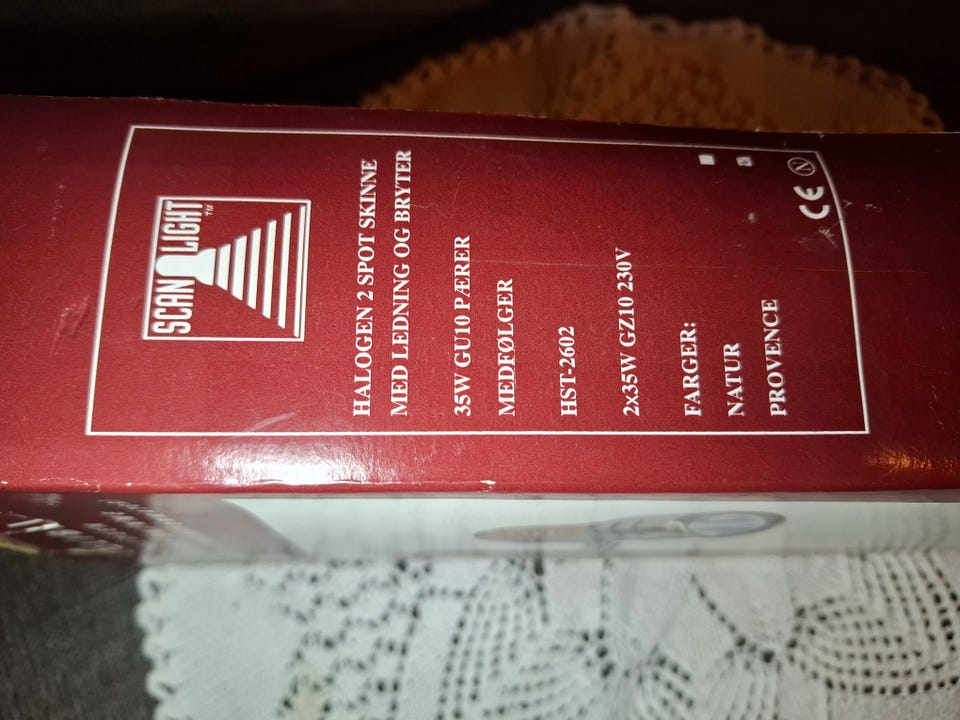 SCAN LIGHT™
HALOGEN 2 SPOT SKINNE
MED LEDNING OG BRYTER
35W GU10 PÆRER
MEDFØLGER
HST-2602
2x35W GZ10 230V
FARGER:
NATUR
PROVENCE
CE N